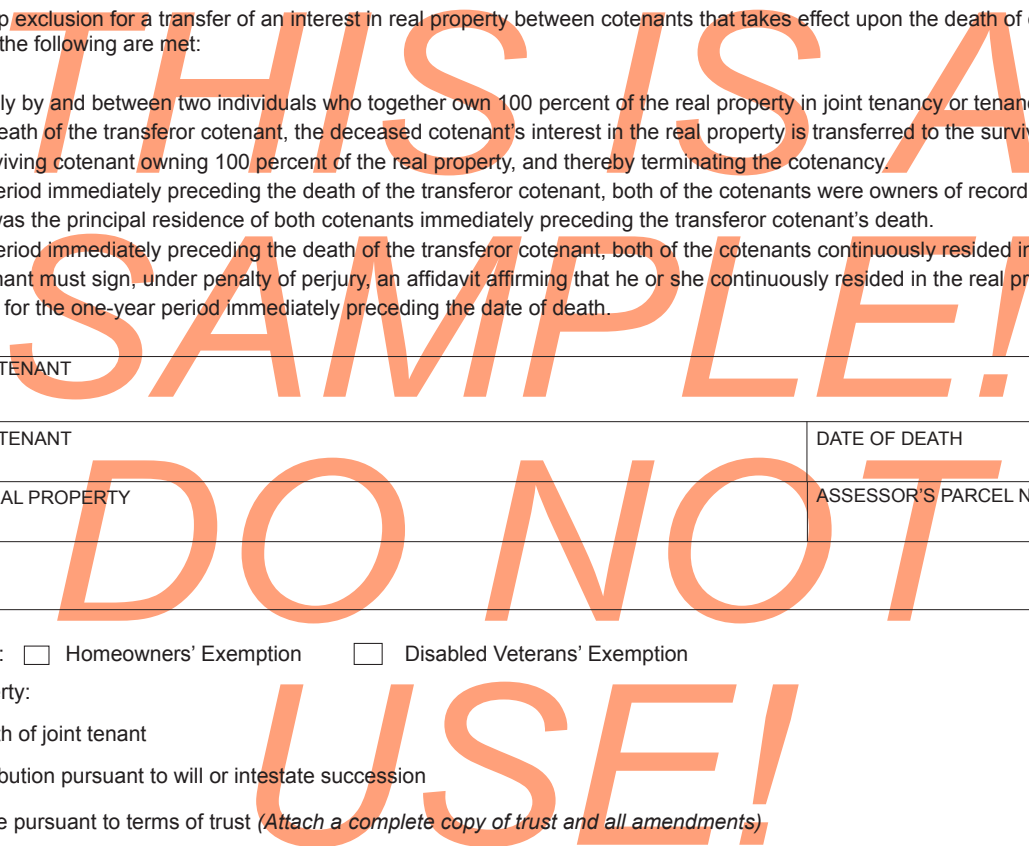 p exclusion for a transfer of an interest in real property between cotenants that takes effect upon the death of
the following are met:
ly by and between two individuals who together own 100 percent of the real property in joint tenancy or tenan
eath of the transferor cotenant, the deceased cotenant's interest in the real property is transferred to the surviv
viving cotenant owning 100 percent of the real property, and thereby terminating the cotenancy.
eriod immediately preceding the death of the transferor cotenant, both of the cotenants were owners of record
was the principal residence of both cotenants immediately preceding the transferor cotenant's death.
eriod immediately preceding the death of the transferor cotenant, both of the cotenants continuously resided in
nant must sign, under penalty of perjury, an affidavit affirming that he or she continuously resided in the real pr
for the one-year period immediately preceding the date of death.
TENANT
TENANT DATE OF DEATH
AL PROPERTY ASSESSOR'S PARCEL N
: Homeowners' Exemption Disabled Veterans' Exemption
rty:
th of joint tenant
bution pursuant to will or intestate succession
e pursuant to terms of trust (Attach a complete copy of trust and all amendments)
THIS IS A
SAMPLE!
DO NOT
USE!